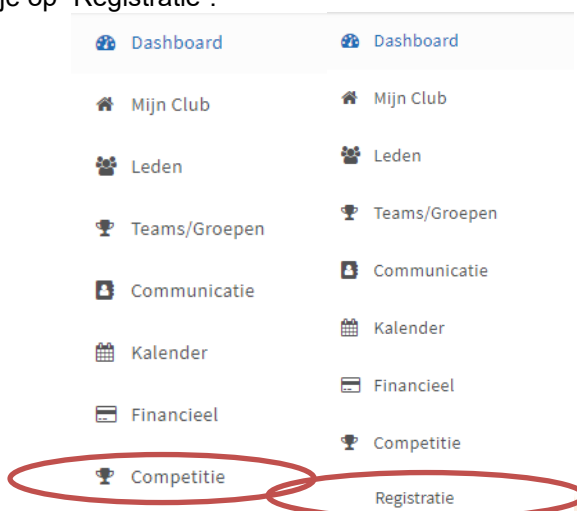 je op "Registratie".
Dashboard
Mijn Club
Leden
Teams/Groepen
Communicatie
Kalender
Financieel
Competitie
Dashboard
Mijn Club
Leden
Teams/Groepen
Communicatie
Kalender
Financieel
Competitie
Registratie